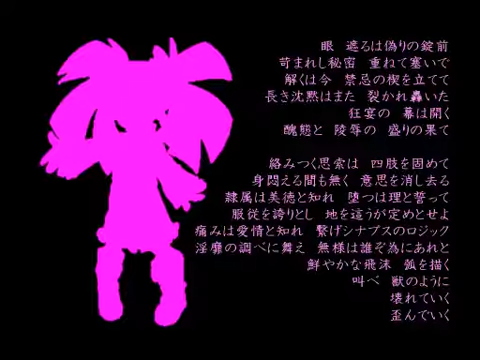 眼　遮るは偽りの錠前
苛まれし秘密　重ねて塞いで
解くは今　禁忌の楔を立てて
長き沈黙はまた　裂かれ轟いた
狂宴の　幕は開く
醜態と　陵辱の　盛りの果て
絡みつく思索は　四肢を固めて
身悶える間も無く　意思を消し去る
隷属は美徳と知れ　堕つは理と誓って
服従を誇りとし　地を這うが定めとせよ
痛みは愛情と知れ　繋げシナプスのロジック
淫靡の調べに舞え　無様は誰ぞ為にあれと
鮮やかな飛沫　弧を描く
叫べ　獣のように
壊れていく
歪んでいく